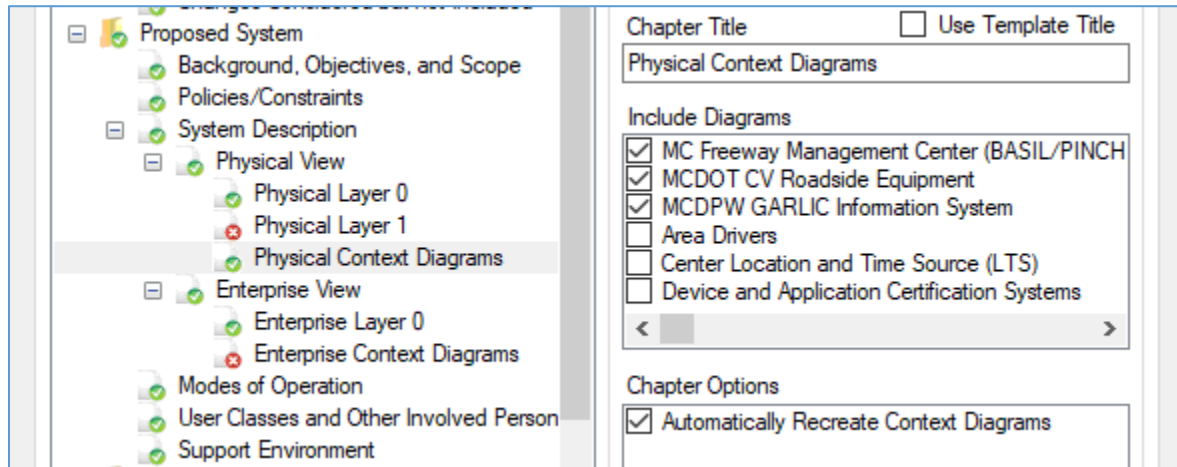 Proposed System
Background, Objectives, and Scope
Policies/Constraints
System Description
Physical View
Physical Layer 0
Physical Layer 1
Physical Context Diagrams
Enterprise View
Enterprise Layer 0
Enterprise Context Diagrams
Modes of Operation
User Classes and Other Involved Person
Support Environment
Chapter Title
Use Template Title
Physical Context Diagrams
Include Diagrams
MC Freeway Management Center (BASIL/PINCH
MCDOT CV Roadside Equipment
MCDPW GARLIC Information System
Area Drivers
Center Location and Time Source (LTS)
Device and Application Certification Systems
Chapter Options
Automatically Recreate Context Diagrams